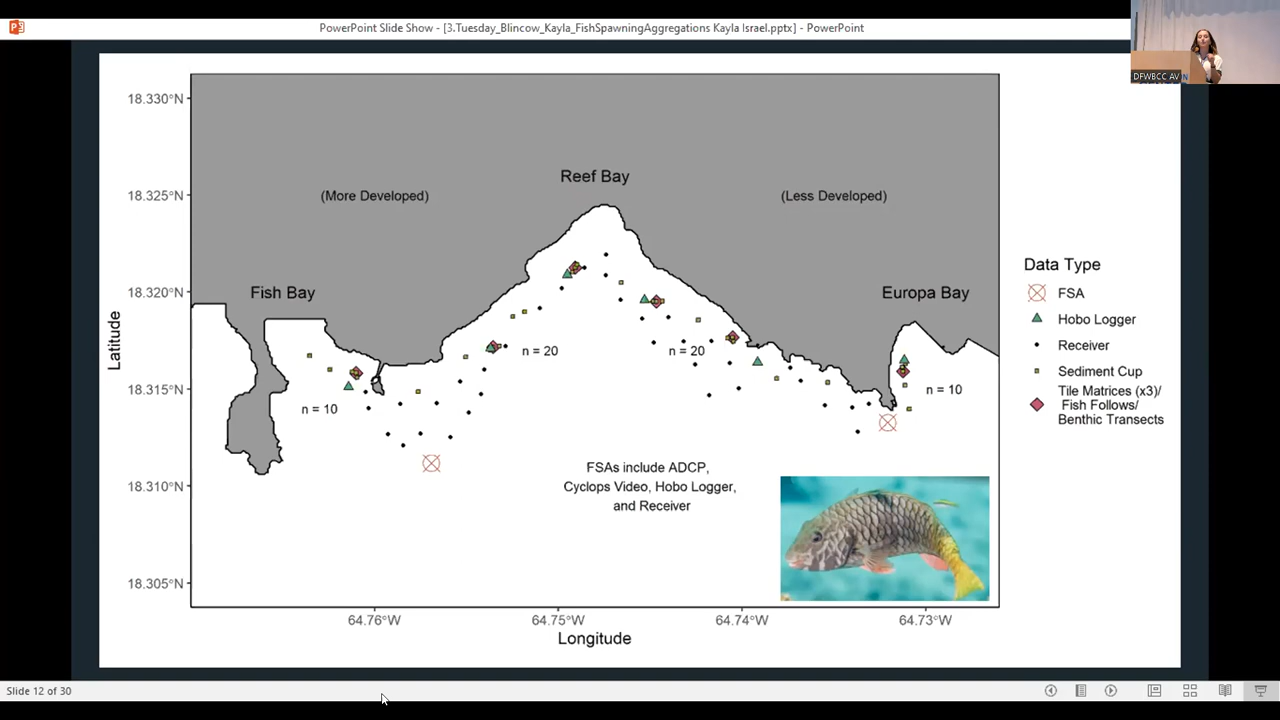 PowerPoint Slide Show - [3.Tuesday_Blincow_Kayla_FishSpawningAggregations Kayla Israel.pptx] - PowerPoint
DFWBCC AV
18.330°N
18.325°N
18.320°N
18.315°N
18.310°N
18.305°N
Latitude
Reef Bay
(More Developed)
(Less Developed)
Fish Bay
Europa Bay
n = 20
n = 20
n = 10
n = 10
FSAs include ADCP,
Cyclops Video, Hobo Logger,
and Receiver
64.76°W
64.75°W
64.74°W
64.73°W
Longitude
Data Type
FSA
Hobo Logger
Receiver
Sediment Cup
Tile Matrices (x3)/
Fish Follows/
Benthic Transects
Slide 12 of 30